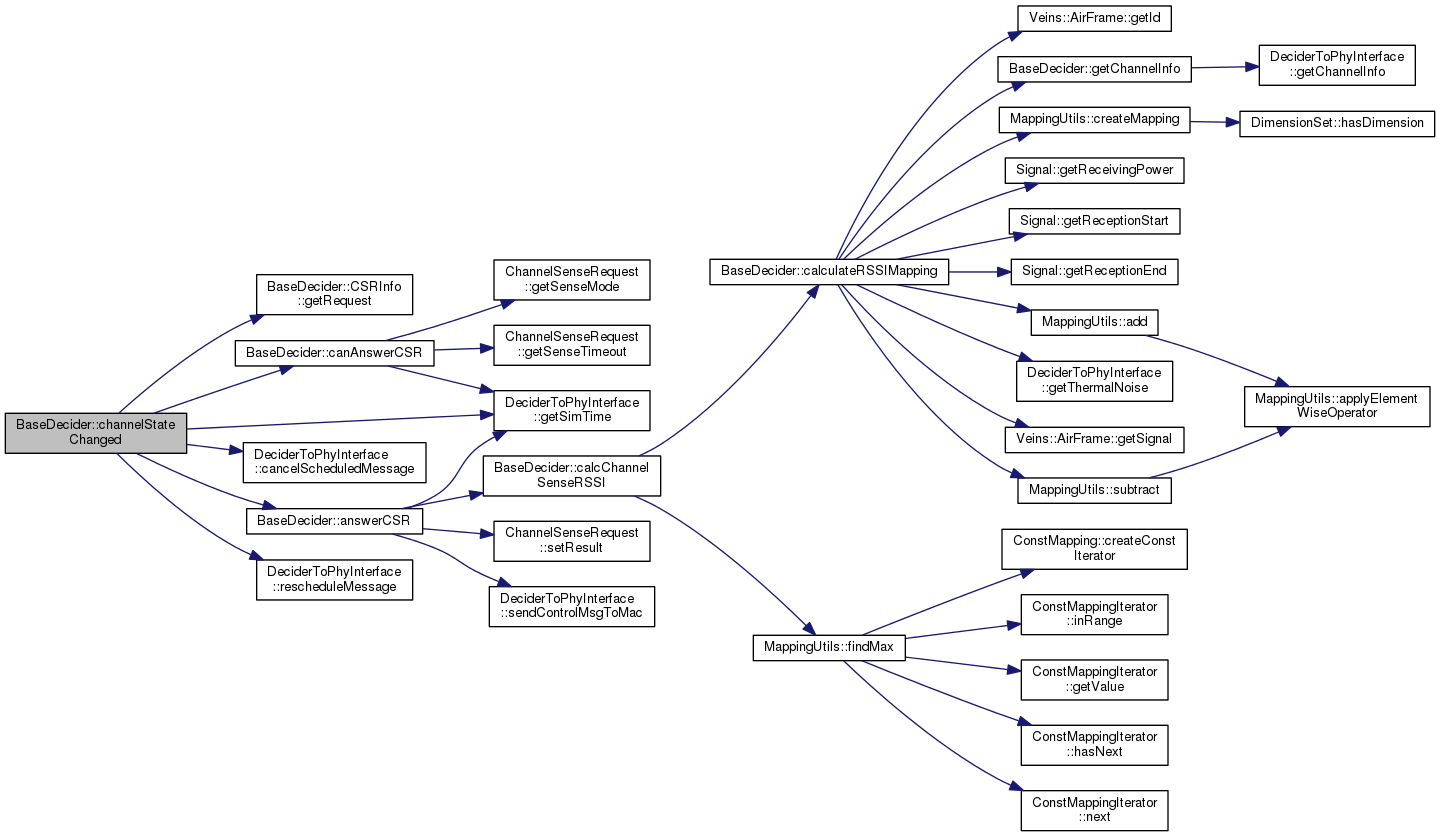 BaseDecider::channelState
Changed
BaseDecider::CSRInfo
::getRequest
BaseDecider::canAnswerCSR
DeciderToPhyInterface
::cancelScheduledMessage
BaseDecider::answerCSR
DeciderToPhyInterface
::rescheduleMessage
ChannelSenseRequest
::getSenseMode
ChannelSenseRequest
::getSenseTimeout
DeciderToPhyInterface
::getSimTime
BaseDecider::calcChannel
SenseRSSI
ChannelSenseRequest
::setResult
DeciderToPhyInterface
::sendControlMsgToMac
BaseDecider::calculateRSSIMapping
MappingUtils::findMax
Veins::AirFrame::getId
BaseDecider::getChannelInfo
MappingUtils::createMapping
Signal::getReceivingPower
Signal::getReceptionStart
Signal::getReceptionEnd
MappingUtils::add
DeciderToPhyInterface
::getThermalNoise
Veins::AirFrame::getSignal
MappingUtils::subtract
ConstMapping::createConst
Iterator
ConstMappingIterator
::inRange
ConstMappingIterator
::getValue
ConstMappingIterator
::hasNext
ConstMappingIterator
::next
DeciderToPhyInterface
::getChannelInfo
DimensionSet::hasDimension
MappingUtils::applyElement
WiseOperator